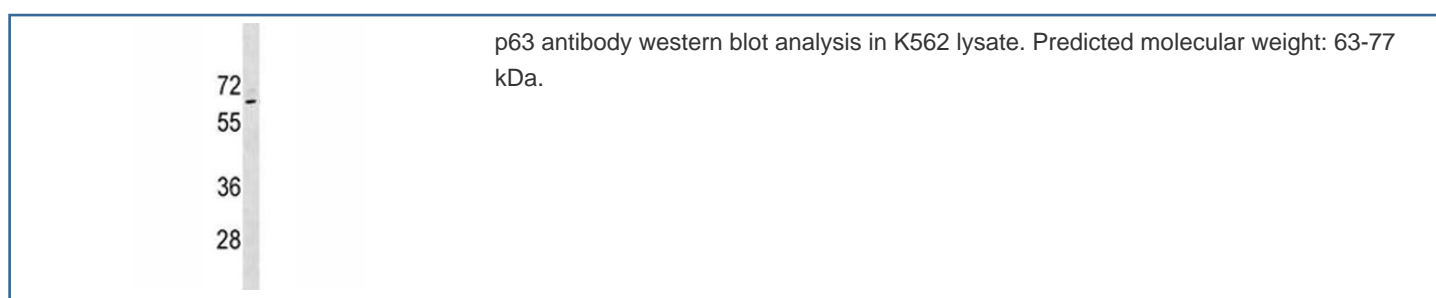 p63 antibody western blot analysis in K562 lysate. Predicted molecular weight: 63-77
kDa.
72
55
36
28